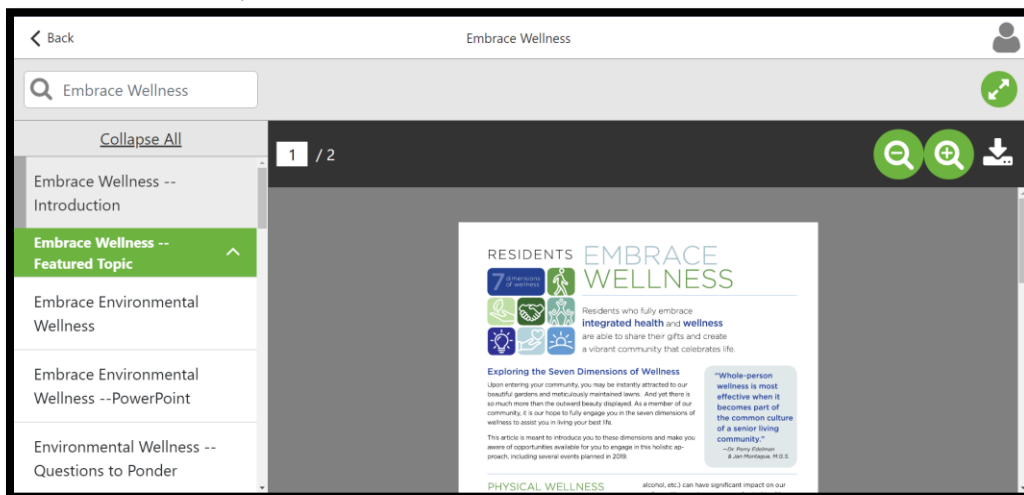 Back
Embrace Wellness
Embrace Wellness
Collapse All
1 / 2
Embrace Wellness --
Introduction
Embrace Wellness --
Featured Topic
Embrace Environmental
Wellness
Embrace Environmental
Wellness --PowerPoint
Environmental Wellness --
Questions to Ponder
RESIDENTS EMBRACE
WELLNESS
7 dimensions
of wellness
Residents who fully embrace
integrated health and wellness
are able to share their gifts and create
a vibrant community that celebrates life.
Exploring the Seven Dimensions of Wellness
Upon entering your community, you may be instantly attracted to our
beautiful gardens and meticulously maintained lawns. And yet there is
so much more than the outward beauty displayed. As a member of our
community, it is our hope to fully engage you in the seven dimensions of
wellness to assist you in living your best life.
This article is meant to introduce you to these dimensions and make you
aware of opportunities available for you to engage in this holistic ap-
proach, including several events planned in 2019.
"Whole-person
wellness is most
effective when it
becomes part of
the common culture
of a senior living
community."
—Dr. Perry Edelman
& Jan Montague, M.G.S.
PHYSICAL WELLNESS
alcohol, etc.) can have significant impact on our